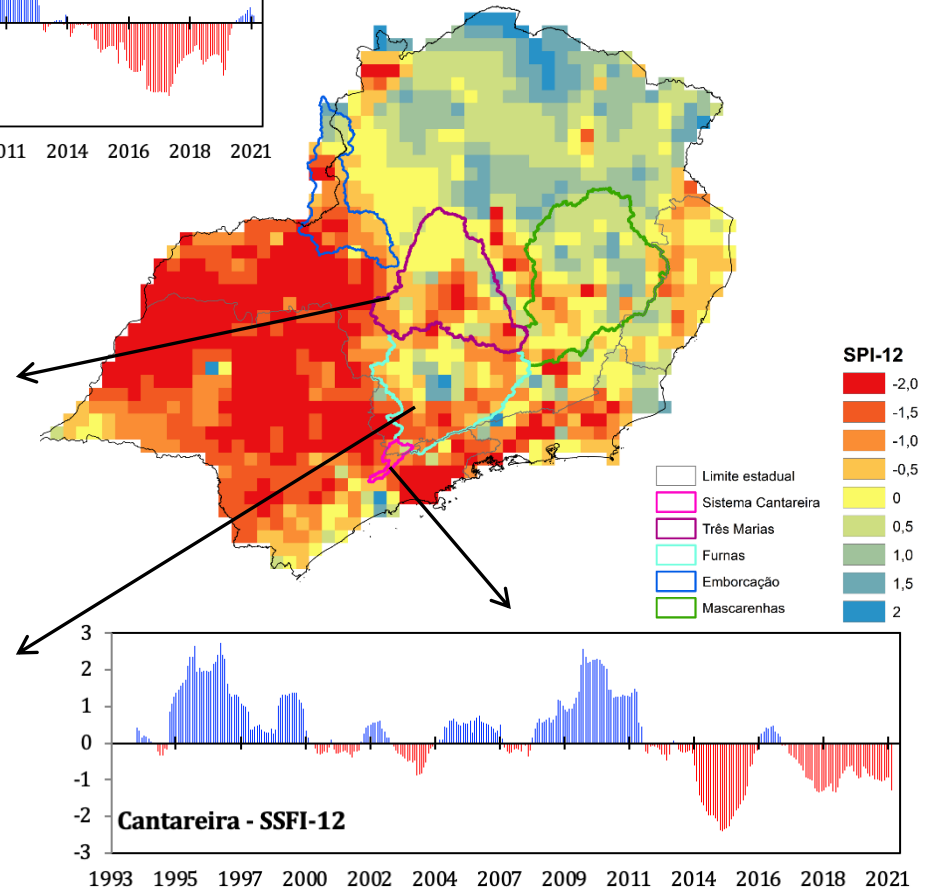 011 2014 2016 2018 2021
SPI-12
-2,0
-1,5
-1,0
-0,5
0
0,5
1,0
1,5
2
Limite estadual
Sistema Cantareira
Três Marias
Furnas
Emborcação
Mascarenhas
3
2
1
0
-1
-2
-3
Cantareira - SSFI-12
1993 1995 1997 2000 2002 2004 2007 2009 2011 2014 2016 2018 2021